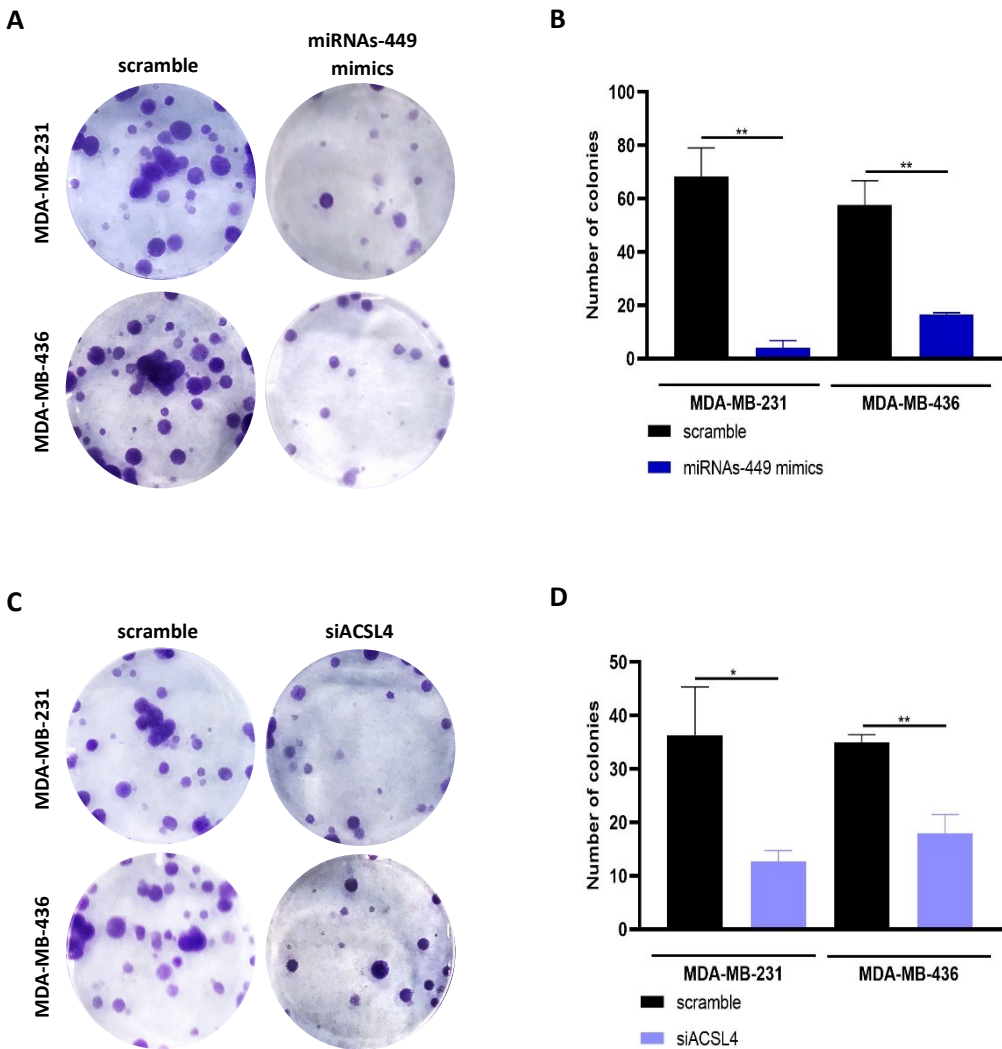 A
scramble
miRNAs-449
mimics
MDA-MB-231
MDA-MB-436
B
Number of colonies
100
80
60
40
20
0
**
**
MDA-MB-231
MDA-MB-436
scramble
miRNAs-449 mimics
C
scramble
siACSL4
MDA-MB-231
MDA-MB-436
D
Number of colonies
50
40
30
20
10
0
*
**
MDA-MB-231
MDA-MB-436
scramble
siACSL4